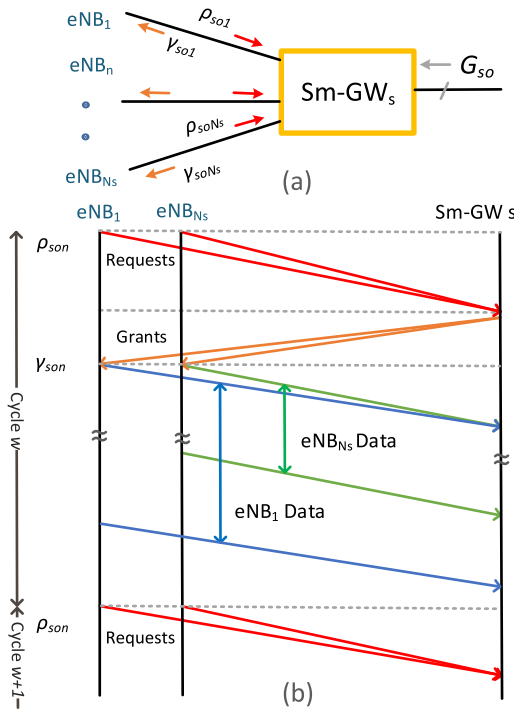 eNB1
ρso1
γso1
eNBn
Gso
Sm-GWs
ρsoNs
γsoNs
eNBNs
(a)
eNB1 eNBNs Sm-GW s
ρson
Requests
Grants
γson
Cycle w
eNBNs Data
eNB1 Data
ρson
Requests
Cycle w+1
(b)